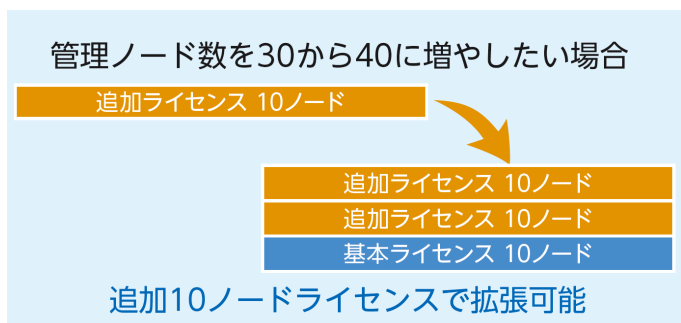 管理ノード数を30から40に増やしたい場合
追加ライセンス 10ノード
追加ライセンス 10ノード
追加ライセンス 10ノード
基本ライセンス 10ノード
追加10ノードライセンスで拡張可能